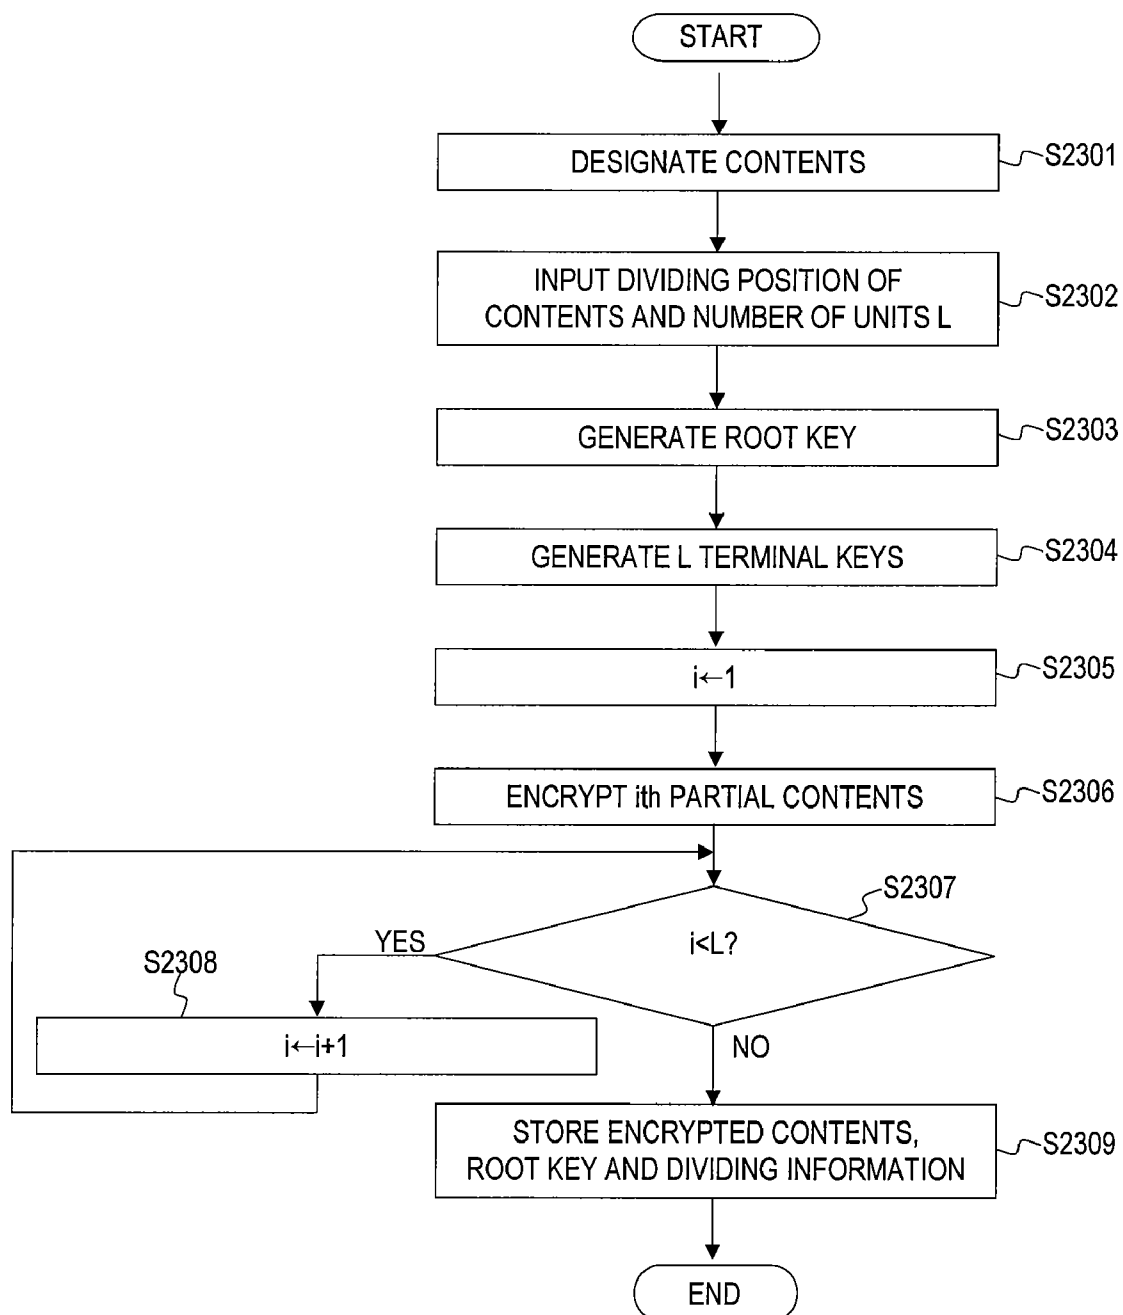 START
DESIGNATE CONTENTS
S2301
INPUT DIVIDING POSITION OF
CONTENTS AND NUMBER OF UNITS L
S2302
GENERATE ROOT KEY
S2303
GENERATE L TERMINAL KEYS
S2304
i←1
S2305
ENCRYPT ith PARTIAL CONTENTS
S2306
S2307
i<L?
YES
S2308
i←i+1
NO
STORE ENCRYPTED CONTENTS,
ROOT KEY AND DIVIDING INFORMATION
S2309
END